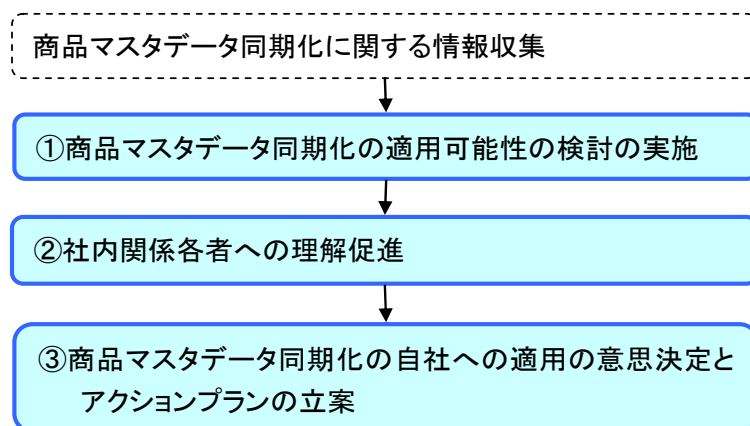 商品マスタデータ同期化に関する情報収集
①商品マスタデータ同期化の適用可能性の検討の実施
②社内関係各者への理解促進
③商品マスタデータ同期化の自社への適用の意思決定と
アクションプランの立案